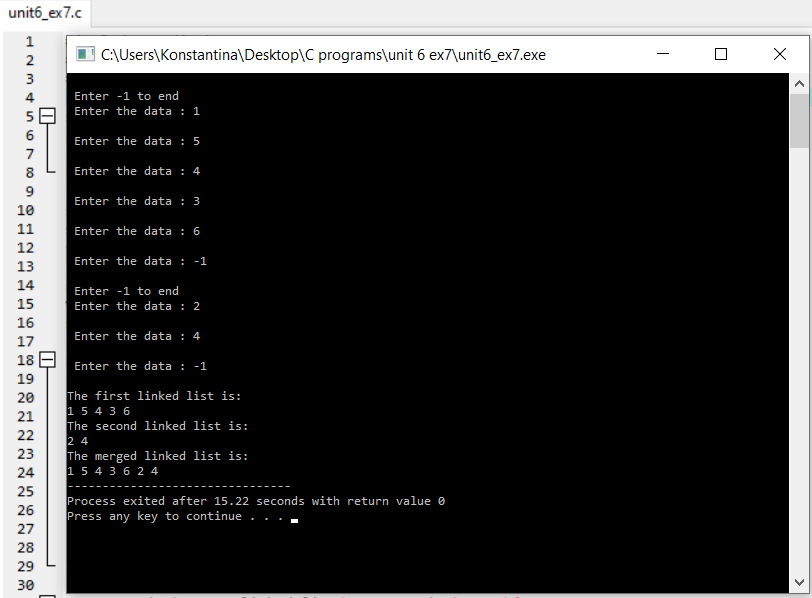 unit6_ex7.c
C:\Users\Konstantina\Desktop\C programs\unit 6 ex7\unit6_ex7.exe
1
2
3
4
5
6
7
8
9
10
11
12
13
14
15
16
17
18
19
20
21
22
23
24
25
26
27
28
29
30
Enter -1 to end
Enter the data : 1
Enter the data : 5
Enter the data : 4
Enter the data : 3
Enter the data : 6
Enter the data : -1
Enter -1 to end
Enter the data : 2
Enter the data : 4
Enter the data : -1
The first linked list is:
1 5 4 3 6
The second linked list is:
2 4
The merged linked list is:
1 5 4 3 6 2 4
--------------------------------
Process exited after 15.22 seconds with return value 0
Press any key to continue . . .